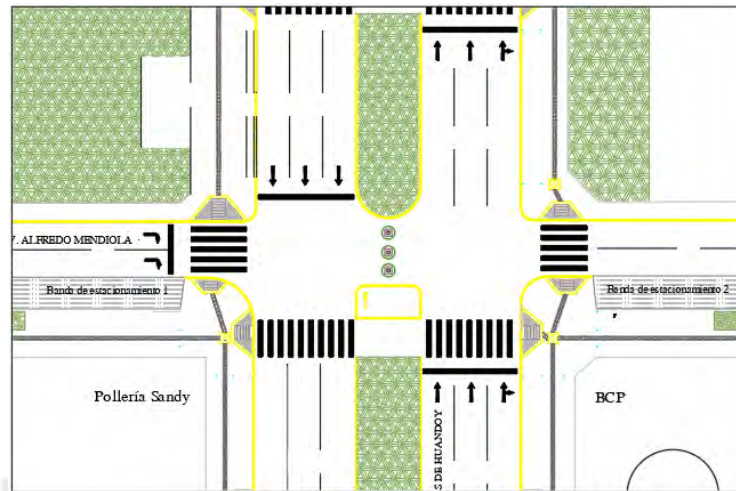 . ALFREDO MENDIOLA
Banda de estacionamiento 1
Banda de estacionamiento 2
Pollería Sandy
BCP
S DE HUANDOY